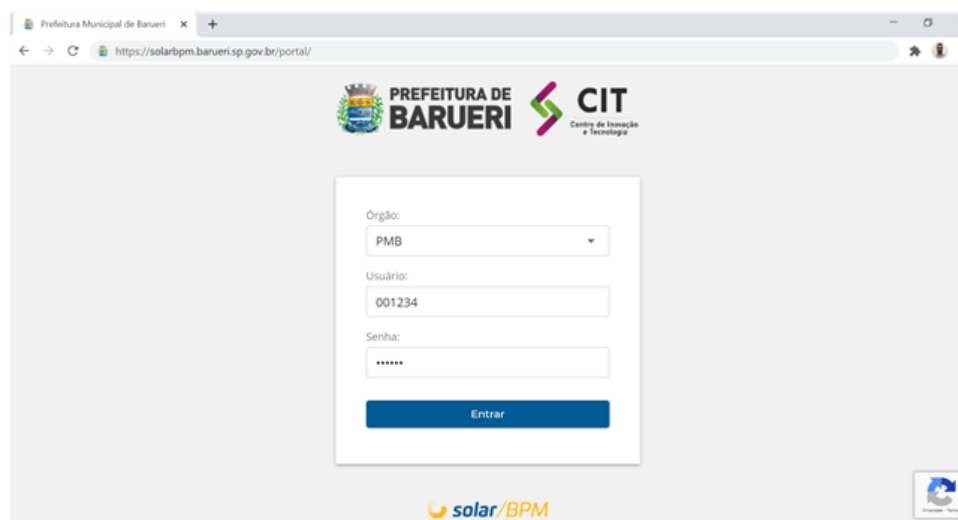 Prefeitura Municipal de Barueri
https://solarbpm.barueri.sp.gov.br/portal/
PREFEITURA DE
BARUERI
CIT
Centro de Inovação
e Tecnologia
Órgão:
PMB
Usuário:
001234
Senha:
••••••
Entrar
solar/BPM